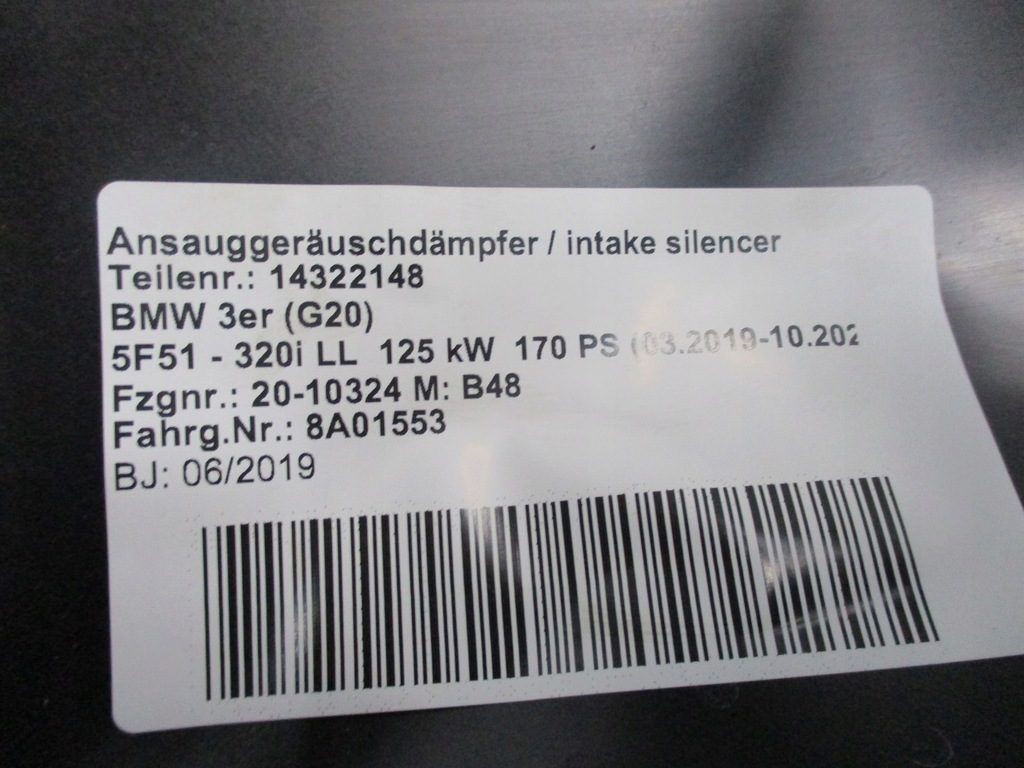 Ansauggeräuschdämpfer / intake silencer
Teilenr.: 14322148
BMW 3er (G20)
5F51 - 320i LL 125 kW 170 PS (03.2019-10.202
Fzgnr.: 20-10324 M: B48
Fahrg.Nr.: 8A01553
BJ: 06/2019